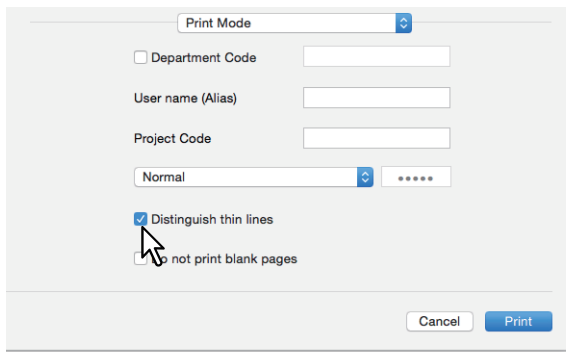 Print Mode
Department Code
User name (Alias)
Project Code
Normal
•••••
Distinguish thin lines
not print blank pages
Cancel Print